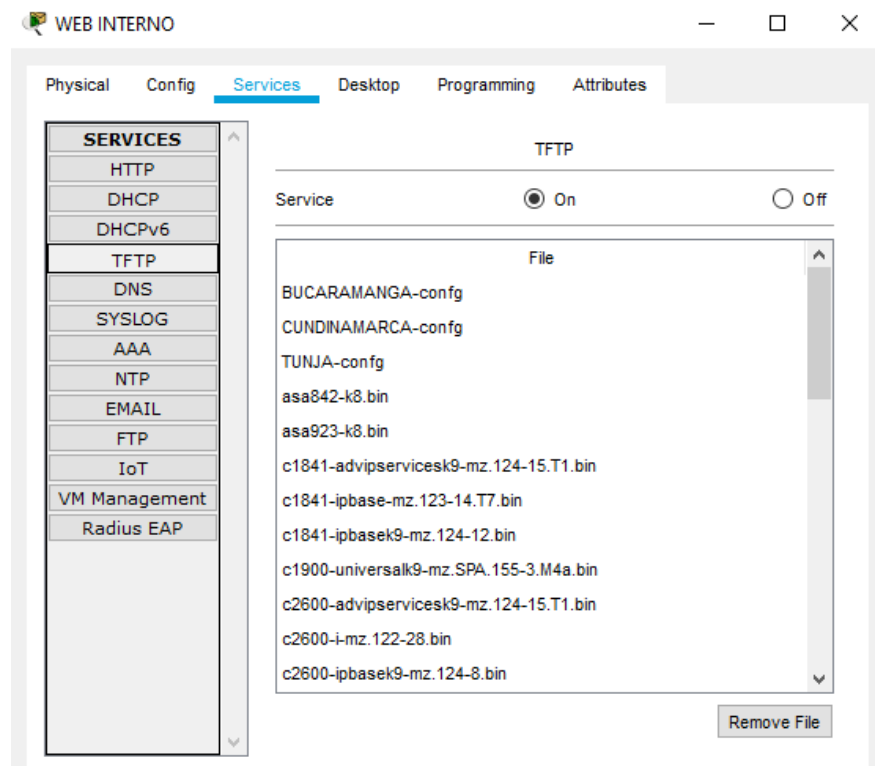 WEB INTERNO
Physical Config Services Desktop Programming Attributes
SERVICES
HTTP
DHCP
DHCPv6
TFTP
DNS
SYSLOG
AAA
NTP
EMAIL
FTP
IoT
VM Management
Radius EAP
TFTP
Service On Off
File
BUCARAMANGA-confg
CUNDINAMARCA-confg
TUNJA-confg
asa842-k8.bin
asa923-k8.bin
c1841-advipservicesk9-mz.124-15.T1.bin
c1841-ipbase-mz.123-14.T7.bin
c1841-ipbasek9-mz.124-12.bin
c1900-universalk9-mz.SPA.155-3.M4a.bin
c2600-advipservicesk9-mz.124-15.T1.bin
c2600-i-mz.122-28.bin
c2600-ipbasek9-mz.124-8.bin
Remove File